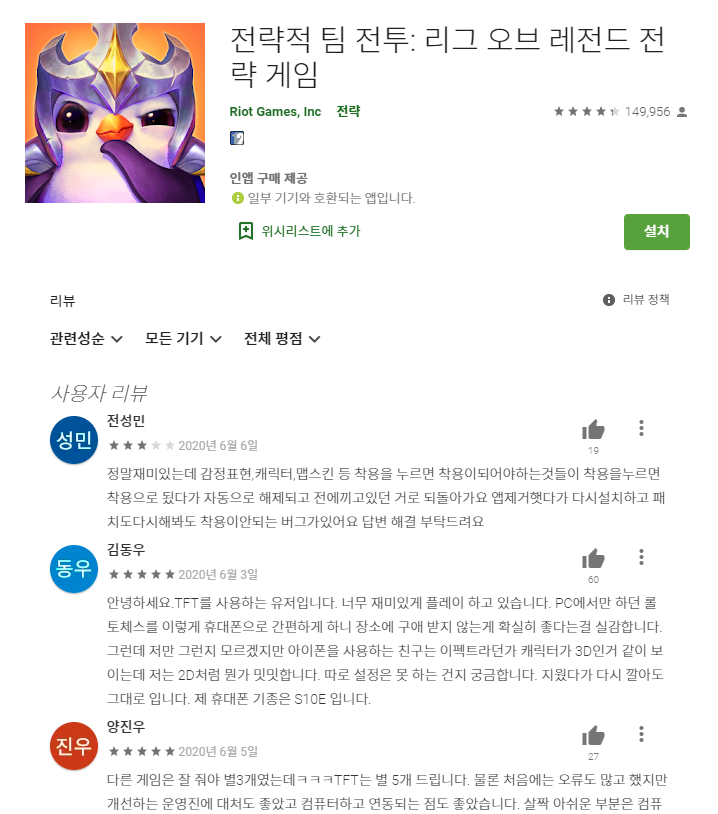 전략적 팀 전투: 리그 오브 레전드 전
략 게임
Riot Games, Inc 전략
149,956
인앱 구매 제공
일부 기기와 호환되는 앱입니다.
위시리스트에 추가
설치
리뷰
리뷰 정책
관련성순 모든 기기 전체 평점
사용자 리뷰
성민
전성민
2020년 6월 6일
19
정말재미있는데 감정표현,캐릭터,맵스킨 등 착용을 누르면 착용이되어야하는것들이 착용을누르면
착용으로 됬다가 자동으로 해제되고 전에끼고있던 거로 되돌아가요 앱제거햇다가 다시설치하고 패
치도다시해봐도 착용이안되는 버그가있어요 답변 해결 부탁드려요
동우
김동우
2020년 6월 3일
60
안녕하세요.TFT를 사용하는 유저입니다. 너무 재미있게 플레이 하고 있습니다. PC에서만 하던 롤
토체스를 이렇게 휴대폰으로 간편하게 하니 장소에 구애 받지 않는게 확실히 좋다는걸 실감합니다.
그런데 저만 그런지 모르겠지만 아이폰을 사용하는 친구는 이펙트라던가 캐릭터가 3D인거 같이 보
이는데 저는 2D처럼 뭔가 밋밋합니다. 따로 설정은 못 하는 건지 궁금합니다. 지웠다가 다시 깔아도
그대로 입니다. 제 휴대폰 기종은 S10E 입니다.
진우
양진우
2020년 6월 5일
27
다른 게임은 잘 줘야 별3개였는데ㅋㅋㅋTFT는 별 5개 드립니다. 물론 처음에는 오류도 많고 했지만
개선하는 운영진에 대처도 좋았고 컴퓨터하고 연동되는 점도 좋았습니다. 살짝 아쉬운 부분은 컴퓨